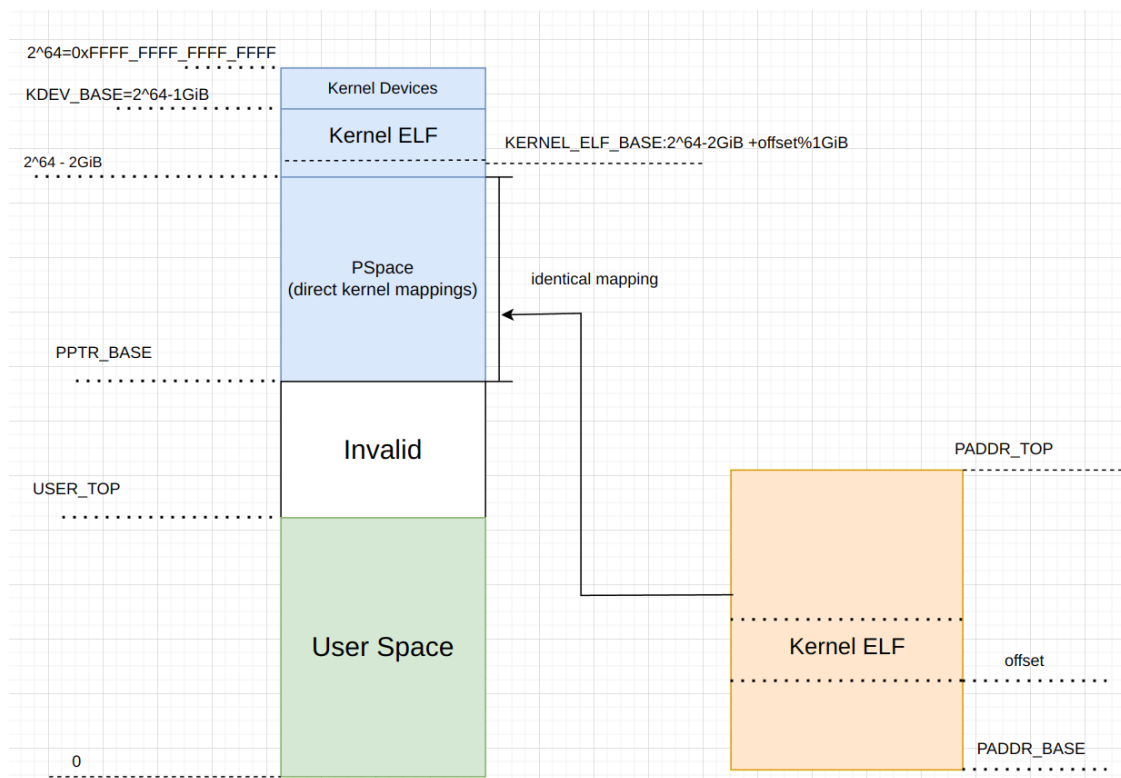 2^64=0xFFFF_FFFF_FFFF_FFFF
Kernel Devices
KDEV_BASE=2^64-1GiB
Kernel ELF
KERNEL_ELF_BASE:2^64-2GiB +offset%1GiB
2^64 - 2GiB
PSpace
(direct kernel mappings)
identical mapping
PPTR_BASE
Invalid
PADDR_TOP
USER_TOP
User Space
Kernel ELF
offset
PADDR_BASE
0